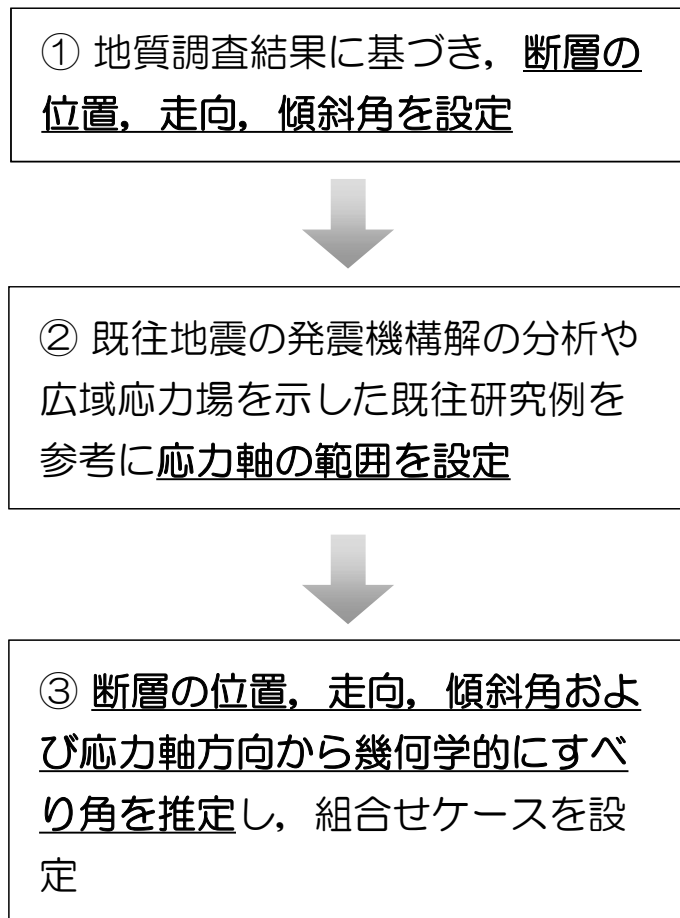 ① 地質調査結果に基づき，断層の
位置，走向，傾斜角を設定
② 既往地震の発震機構解の分析や
広域応力場を示した既往研究例を
参考に応力軸の範囲を設定
③ 断層の位置，走向，傾斜角およ
び応力軸方向から幾何学的にすべ
り角を推定し，組合せケースを設
定